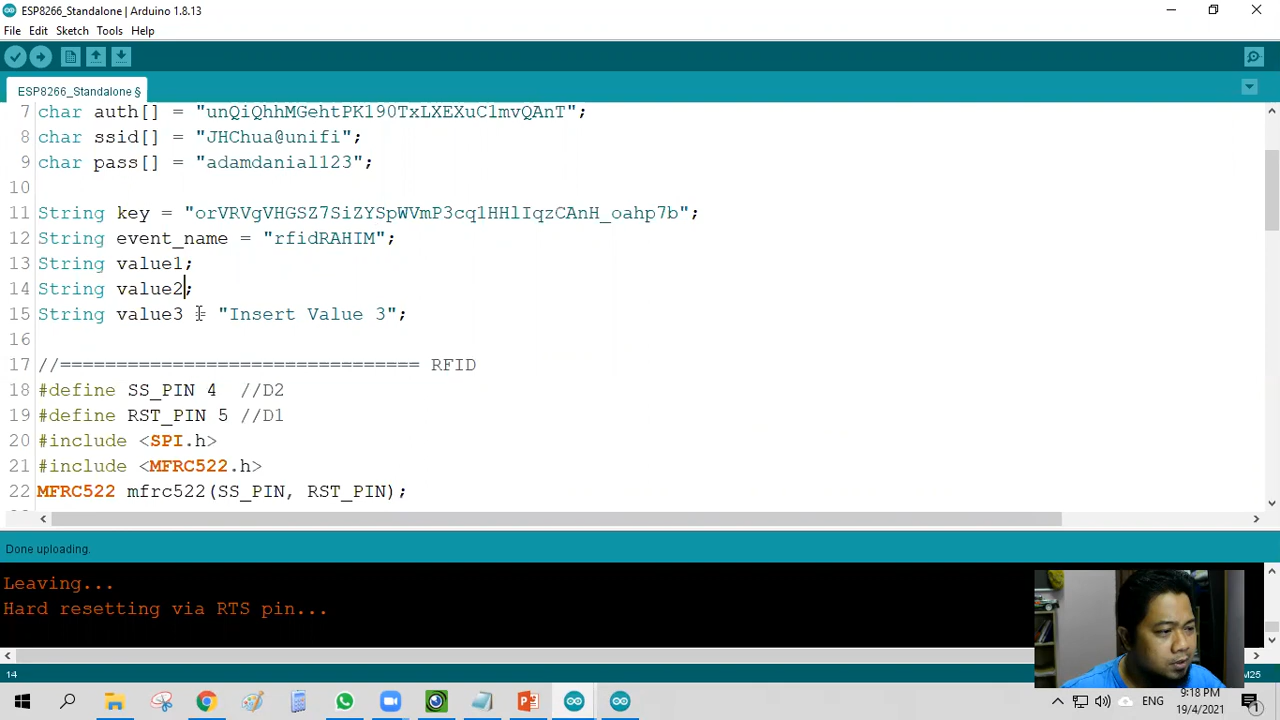 ESP8266_Standalone | Arduino 1.8.13
File Edit Sketch Tools Help
ESP8266_Standalone §
7 char auth[] = "unQiQhhMGehtPK190TxLXEXuC1mvQAnT";
8 char ssid[] = "JHChua@unifi";
9 char pass[] = "adamdanial123";
10
11 String key = "orVRVgVHGSZ7SiZYSpWVmP3cq1HHlIqzCAnH_oahp7b";
12 String event_name = "rfidRAHIM";
13 String value1;
14 String value2;
15 String value3 = "Insert Value 3";
16
17 //================================ RFID
18 #define SS_PIN 4  //D2
19 #define RST_PIN 5 //D1
20 #include <SPI.h>
21 #include <MFRC522.h>
22 MFRC522 mfrc522(SS_PIN, RST_PIN);
Done uploading.
Leaving...
Hard resetting via RTS pin...
14
M25
ENG
9:18 PM
19/4/2021